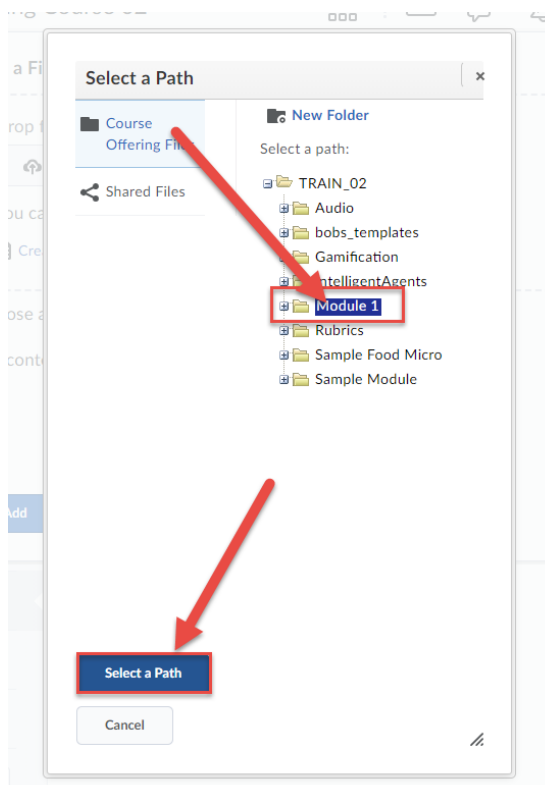 Select a Path
×
Course
Offering Files
Shared Files
New Folder
Select a path:
TRAIN_02
Audio
bobs_templates
Gamification
IntelligentAgents
Module 1
Rubrics
Sample Food Micro
Sample Module
Add
Select a Path
Cancel